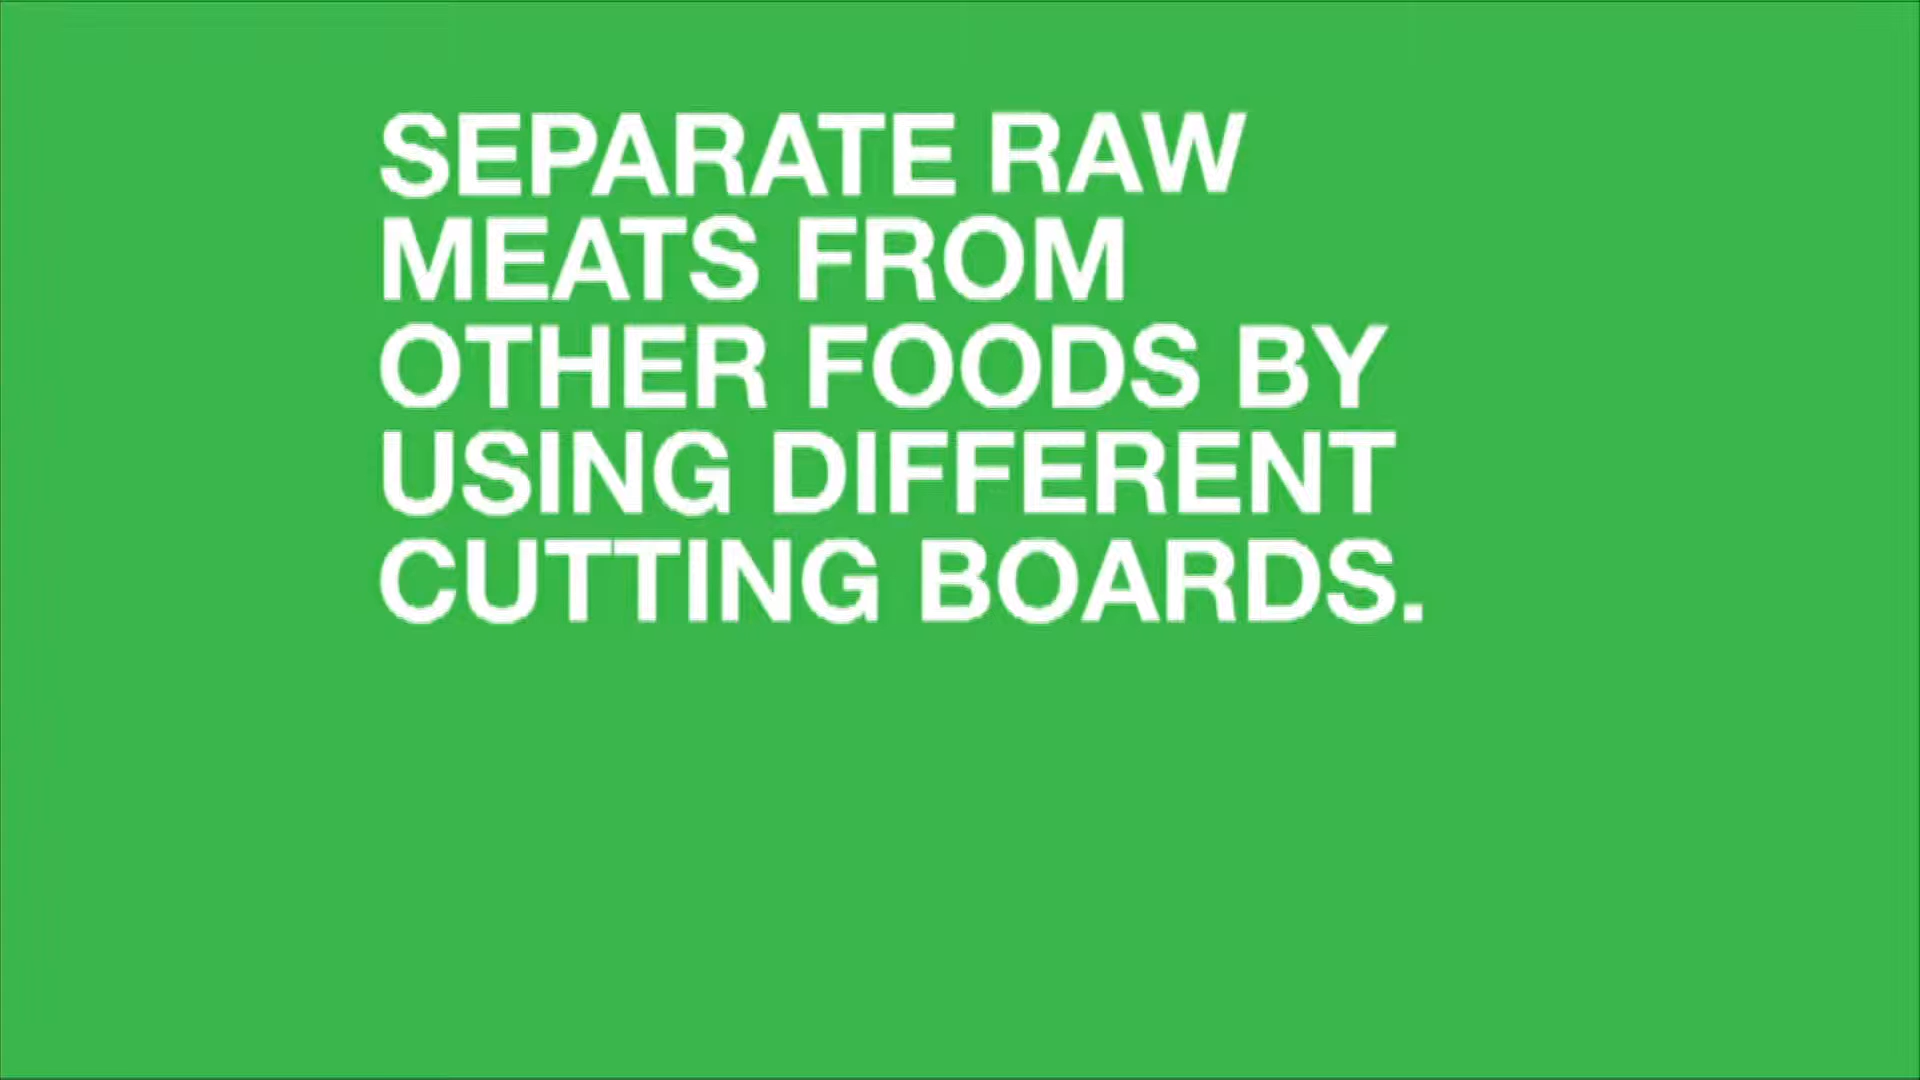 SEPARATE RAW
MEATS FROM
OTHER FOODS BY
USING DIFFERENT
CUTTING BOARDS.